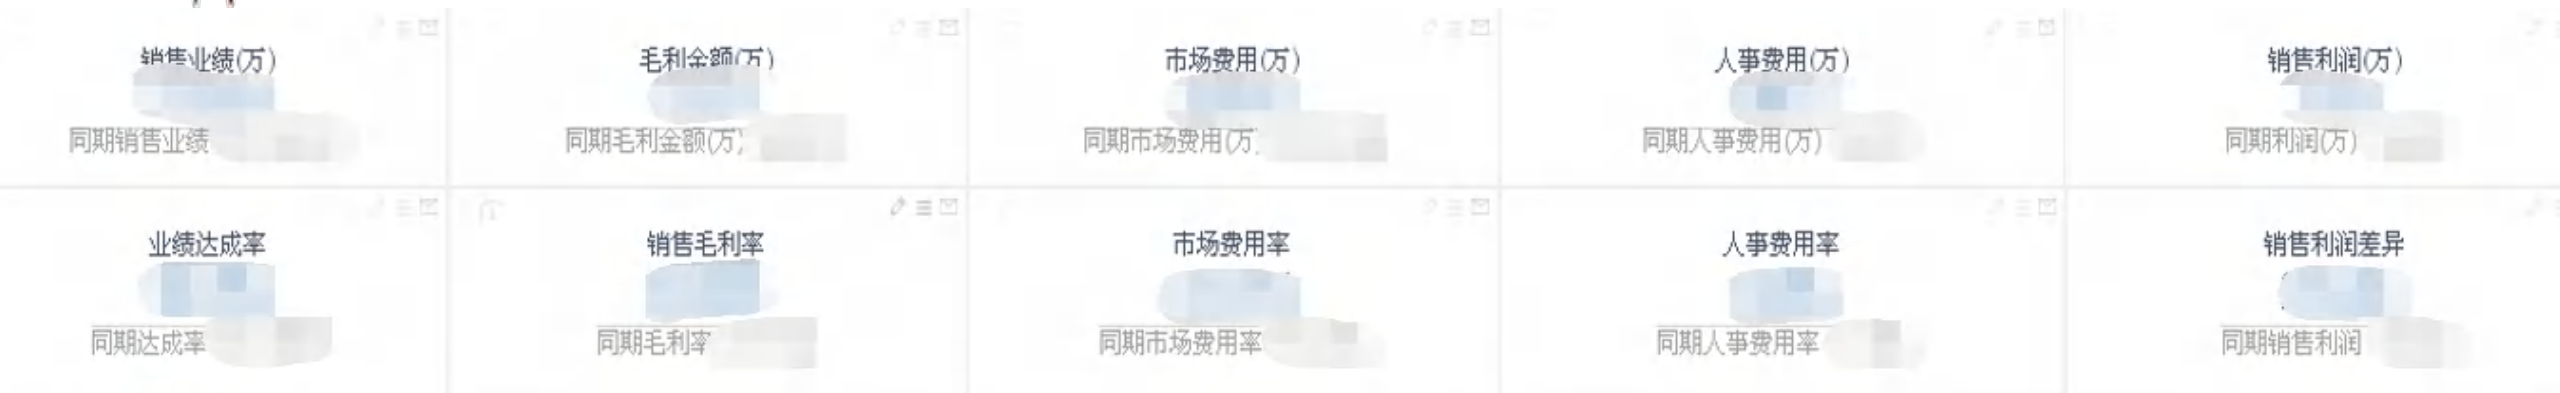 销售业绩(万)
同期销售业绩
毛利金额(万)
同期毛利金额(万)
市场费用(万)
同期市场费用(万)
人事费用(万)
同期人事费用(万)
销售利润(万)
同期利润(万)
业绩达成率
同期达成率
销售毛利率
同期毛利率
市场费用率
同期市场费用率
人事费用率
同期人事费用率
销售利润差异
同期销售利润